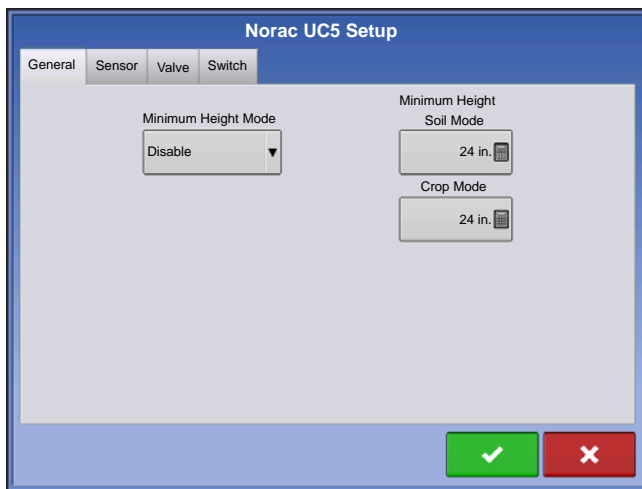 Norac UC5 Setup
General
Sensor
Valve
Switch
Minimum Height Mode
Disable
Minimum Height
Soil Mode
24 in.
Crop Mode
24 in.